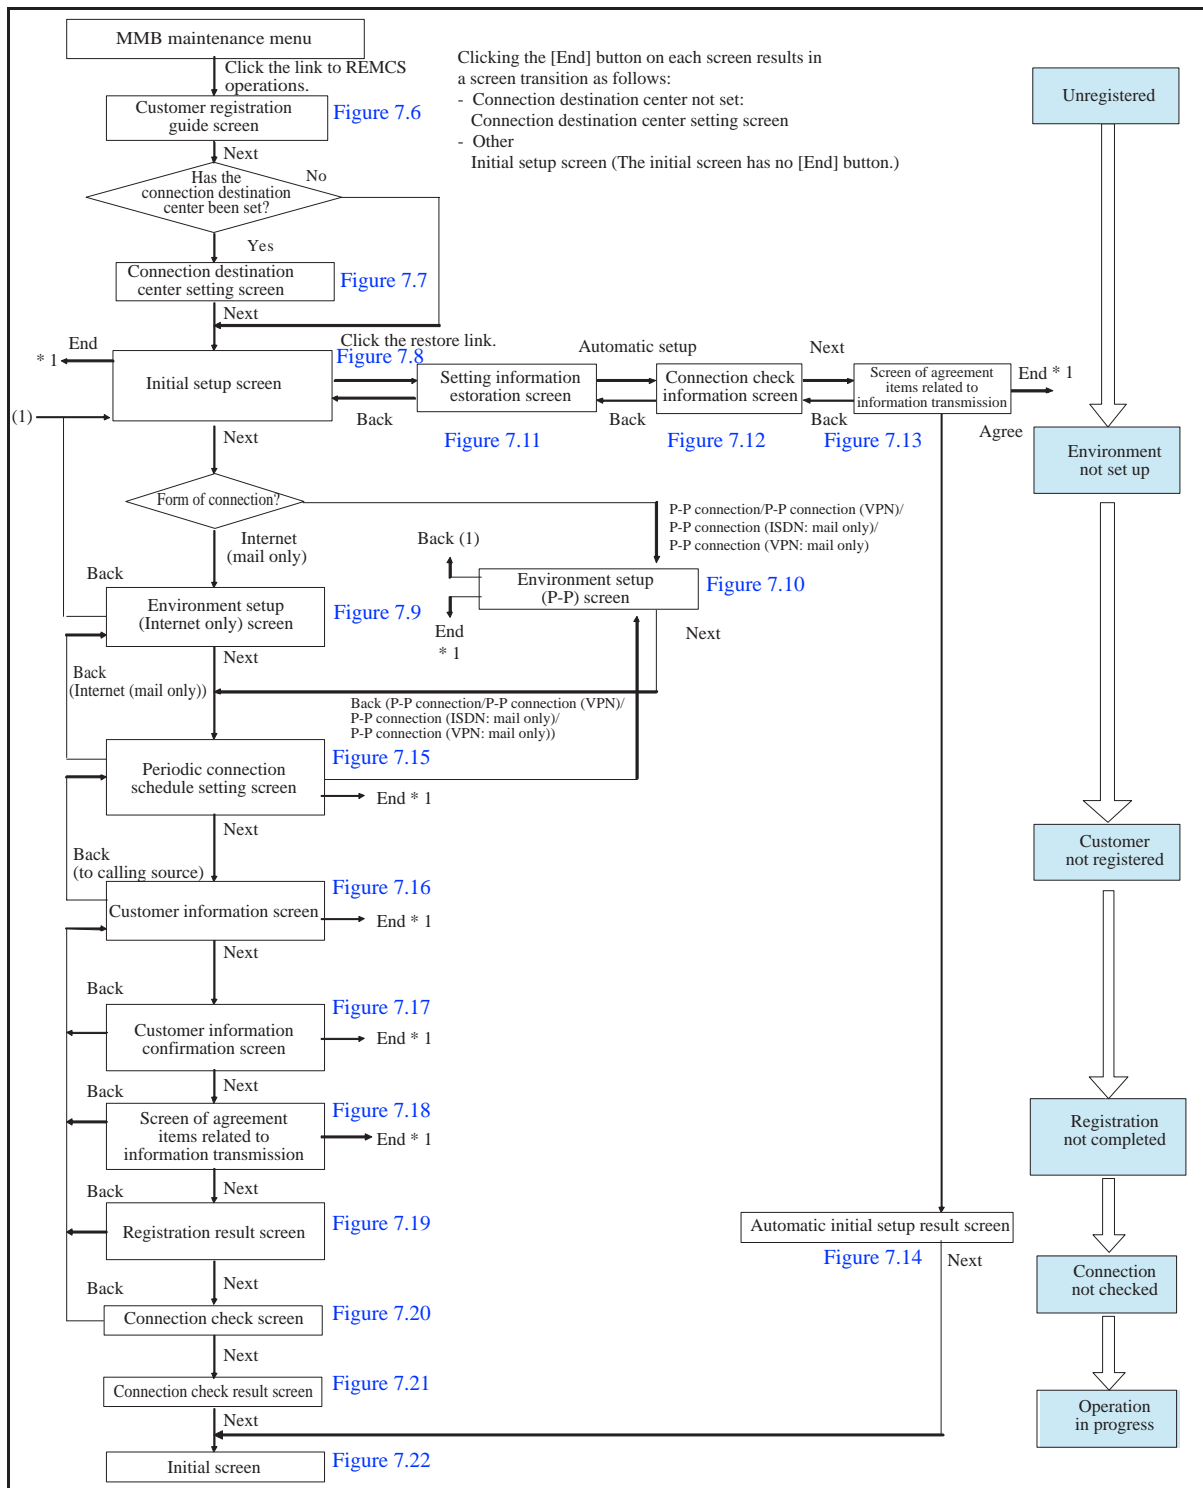 MMB maintenance menu
Click the link to REMCS
operations.
Customer registration
guide screen
Figure 7.6
Next
Has the
connection destination
center been set?
No
Yes
Connection destination
center setting screen
Figure 7.7
Next
Clicking the [End] button on each screen results in
a screen transition as follows:
- Connection destination center not set:
Connection destination center setting screen
- Other
Initial setup screen (The initial screen has no [End] button.)
End
* 1
Initial setup screen
Click the restore link.
Figure 7.8
(1)
Back
Setting information
estoration screen
Figure 7.11
Automatic setup
Back
Connection check
information screen
Figure 7.12
Next
Back
Screen of agreement
items related to
information transmission
Figure 7.13
End * 1
Agree
Next
Form of connection?
Internet
(mail only)
P-P connection/P-P connection (VPN)/
P-P connection (ISDN: mail only)/
P-P connection (VPN: mail only)
Back
Environment setup
(Internet only) screen
Figure 7.9
Back (1)
Environment setup
(P-P) screen
Figure 7.10
End
* 1
Next
Next
Back
(Internet (mail only))
Back (P-P connection/P-P connection (VPN)/
P-P connection (ISDN: mail only)/
P-P connection (VPN: mail only))
Periodic connection
schedule setting screen
Figure 7.15
End * 1
Next
Back
(to calling source)
Customer information screen
Figure 7.16
End * 1
Next
Back
Customer information
confirmation screen
Figure 7.17
End * 1
Next
Back
Screen of agreement
items related to
information transmission
Figure 7.18
End * 1
Next
Back
Registration result screen
Figure 7.19
Automatic initial setup result screen
Figure 7.14
Next
Next
Back
Connection check screen
Figure 7.20
Next
Connection check result screen
Figure 7.21
Next
Initial screen
Figure 7.22
Unregistered
Environment
not set up
Customer
not registered
Registration
not completed
Connection
not checked
Operation
in progress